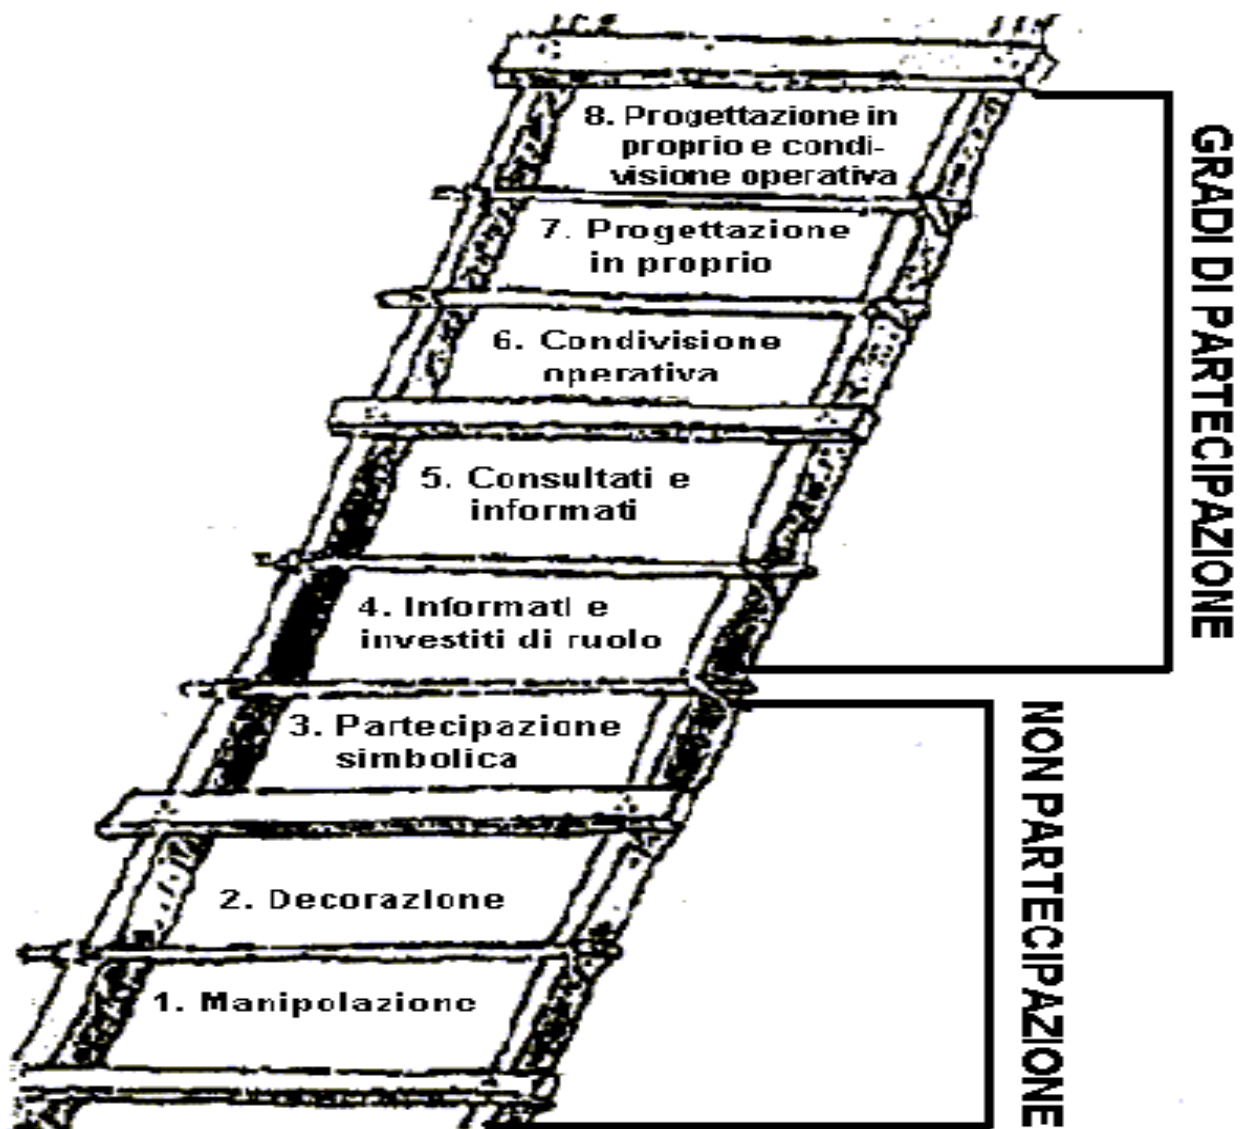 8. Progettazione in
proprio e condi-
visione operativa
7. Progettazione
in proprio
6. Condivisione
operativa
5. Consultati e
informati
4. Informati e
investiti di ruolo
3. Partecipazione
simbolica
2. Decorazione
1. Manipolazione
GRADI DI PARTECIPAZIONE
NON PARTECIPAZIONE